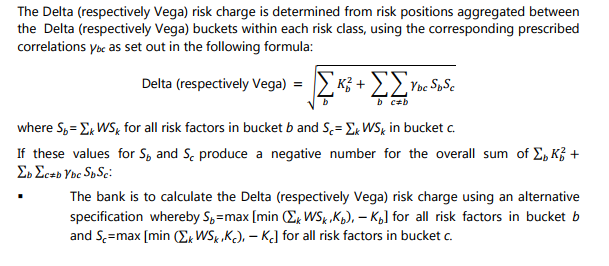 The Delta (respectively Vega) risk charge is determined from risk positions aggregated between
the Delta (respectively Vega) buckets within each risk class, using the corresponding prescribed
correlations γbc as set out in the following formula:
Delta (respectively Vega) = √(∑b Kb² + ∑b ∑c≠b γbc SbSc)
where Sb= ∑k WSk for all risk factors in bucket b and Sc= ∑k WSk in bucket c.
If these values for Sb and Sc produce a negative number for the overall sum of ∑b Kb² +
∑b ∑c≠b γbc SbSc:
▪ The bank is to calculate the Delta (respectively Vega) risk charge using an alternative
specification whereby Sb=max [min (∑k WSk ,Kb), – Kb] for all risk factors in bucket b
and Sc=max [min (∑k WSk ,Kc), – Kc] for all risk factors in bucket c.